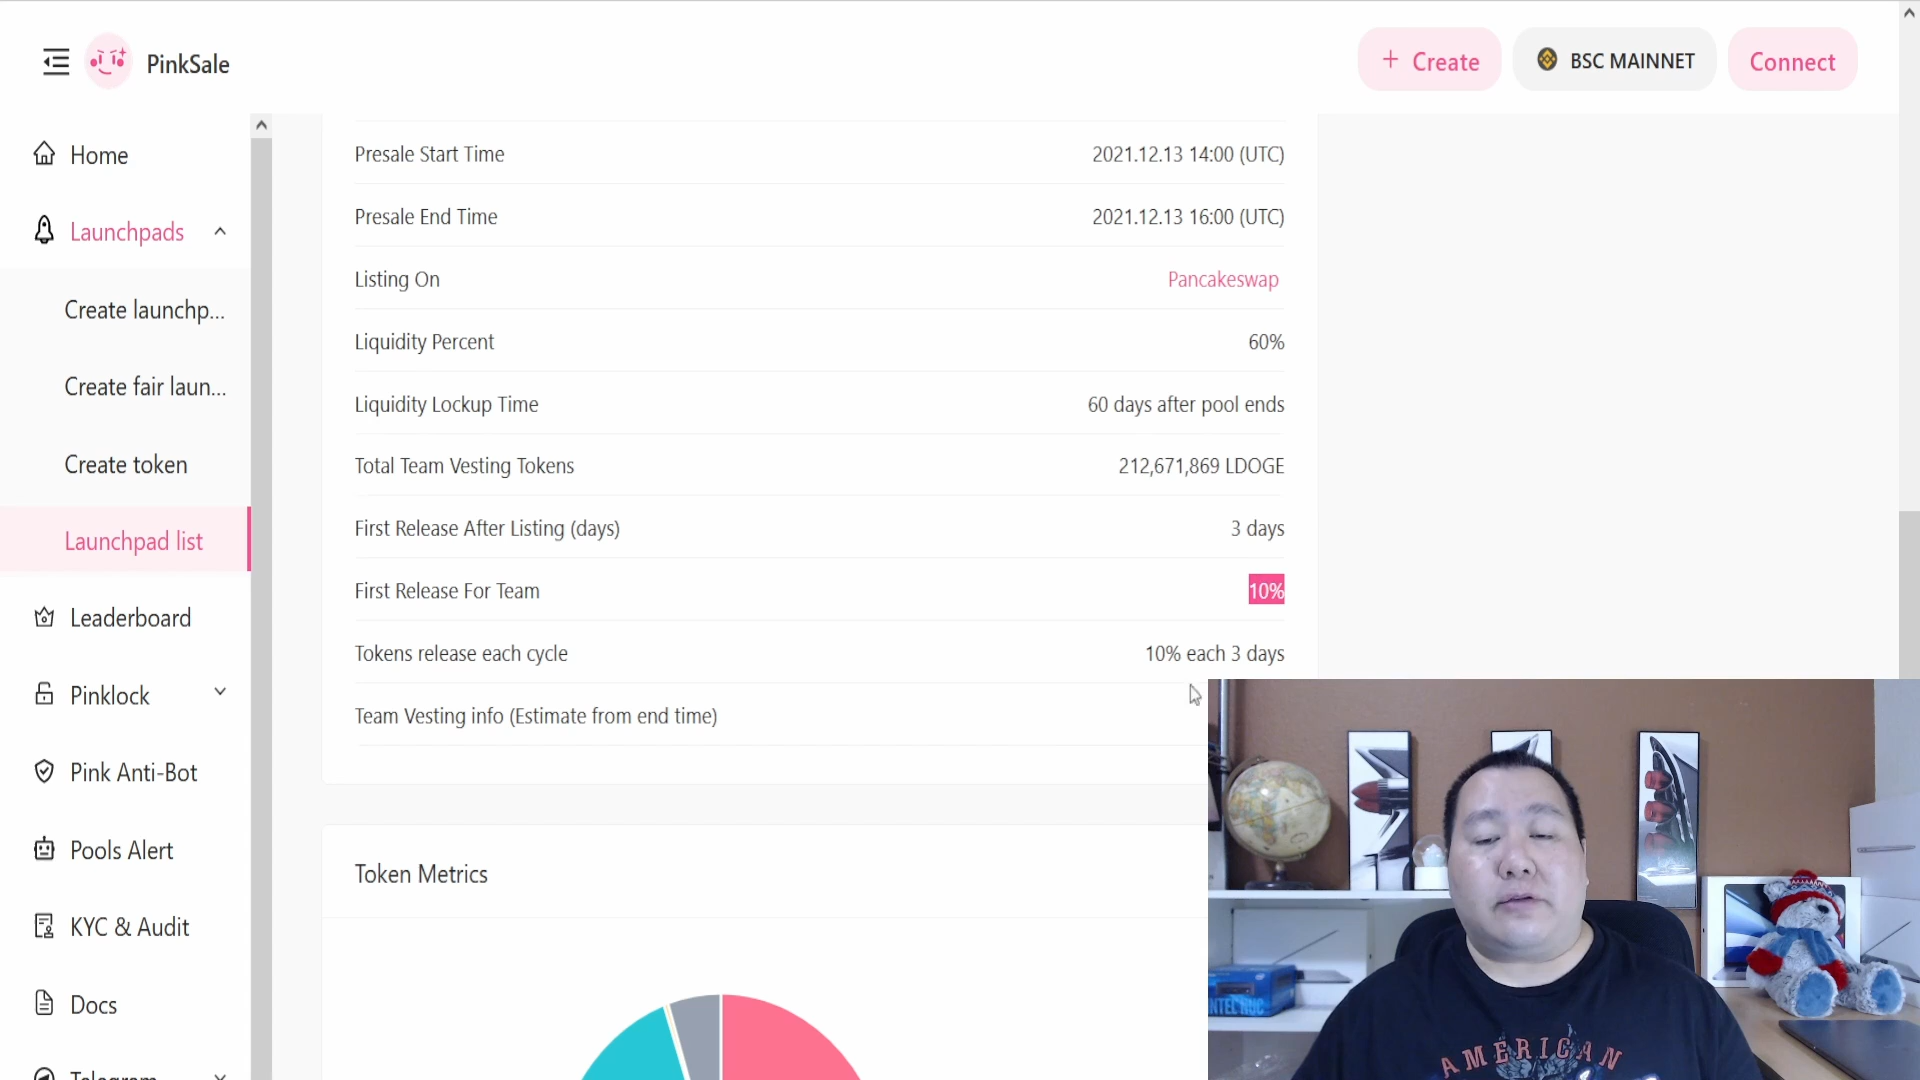 PinkSale
+ Create
BSC MAINNET
Connect
Home
Launchpads
Create launchp...
Create fair laun...
Create token
Launchpad list
Leaderboard
Pinklock
Pink Anti-Bot
Pools Alert
KYC & Audit
Docs
Telegram
Presale Start Time 2021.12.13 14:00 (UTC)
Presale End Time 2021.12.13 16:00 (UTC)
Listing On Pancakeswap
Liquidity Percent 60%
Liquidity Lockup Time 60 days after pool ends
Total Team Vesting Tokens 212,671,869 LDOGE
First Release After Listing (days) 3 days
First Release For Team 10%
Tokens release each cycle 10% each 3 days
Team Vesting info (Estimate from end time)
Token Metrics
AMERICAN